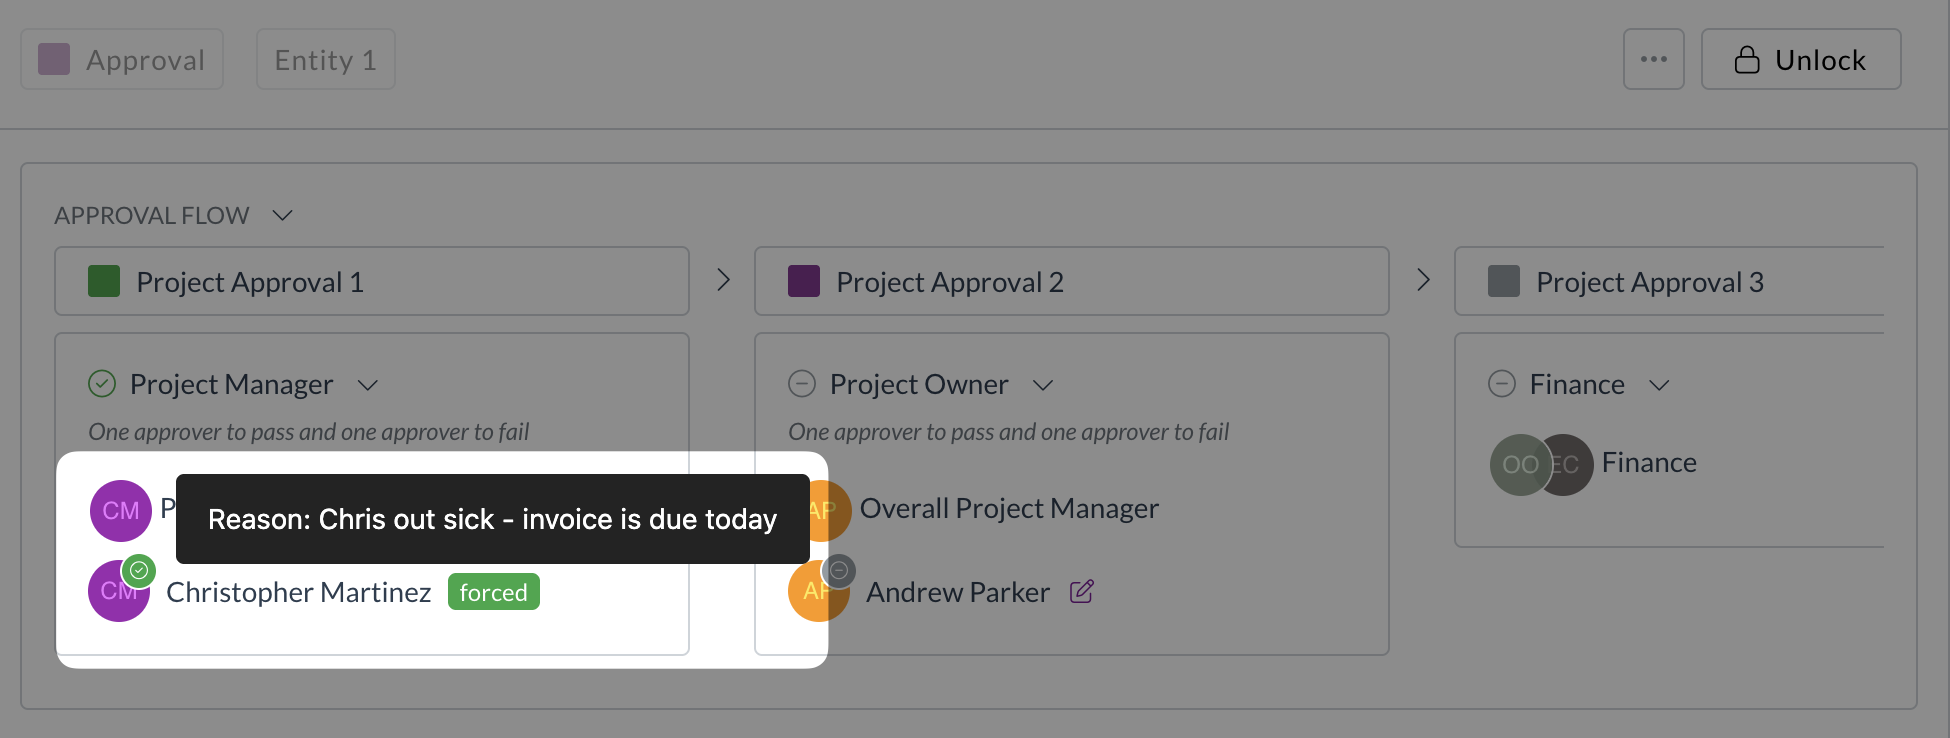 Approval
Entity 1
Unlock
APPROVAL FLOW
Project Approval 1
Project Approval 2
Project Approval 3
Project Manager
Project Owner
Finance
One approver to pass and one approver to fail
One approver to pass and one approver to fail
OO EC Finance
CM P
Reason: Chris out sick - invoice is due today
AP Overall Project Manager
CM Christopher Martinez forced
AP Andrew Parker